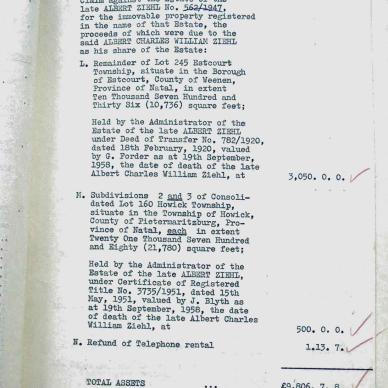 Claim against the Estate of the
late ALBERT ZIEHL No. 562/1947,
for the immovable property registered
in the name of that Estate, the
proceeds of which were due to the
said ALBERT CHARLES WILLIAM ZIEHL
as his share of the Estate:
L. Remainder of Lot 245 Estcourt
Township, situate in the Borough
of Estcourt, County of Weenen,
Province of Natal, in extent
Ten Thousand Seven Hundred and
Thirty Six (10,736) square feet;
Held by the Administrator of the
Estate of the late ALBERT ZIEHL
under Deed of Transfer No. 782/1920,
dated 18th February, 1920, valued
by G. Forder as at 19th September,
1958, the date of death of the late
Albert Charles William Ziehl, at 3,050. 0. 0.
M. Subdivisions 2 and 3 of Consoli-
dated Lot 160 Howick Township,
situate in the Township of Howick,
County of Pietermaritzburg, Pro-
vince of Natal, each in extent
Twenty One Thousand Seven Hundred
and Eighty (21,780) square feet;
Held by the Administrator of the
Estate of the late ALBERT ZIEHL,
under Certificate of Registered
Title No. 3735/1951, dated 15th
May, 1951, valued by J. Blyth as
at 19th September, 1958, the date
of death of the late Albert Charles
William Ziehl, at 500. 0. 0.
N. Refund of Telephone rental 1.13. 7.
TOTAL ASSETS ... £9,806. 7. 8.